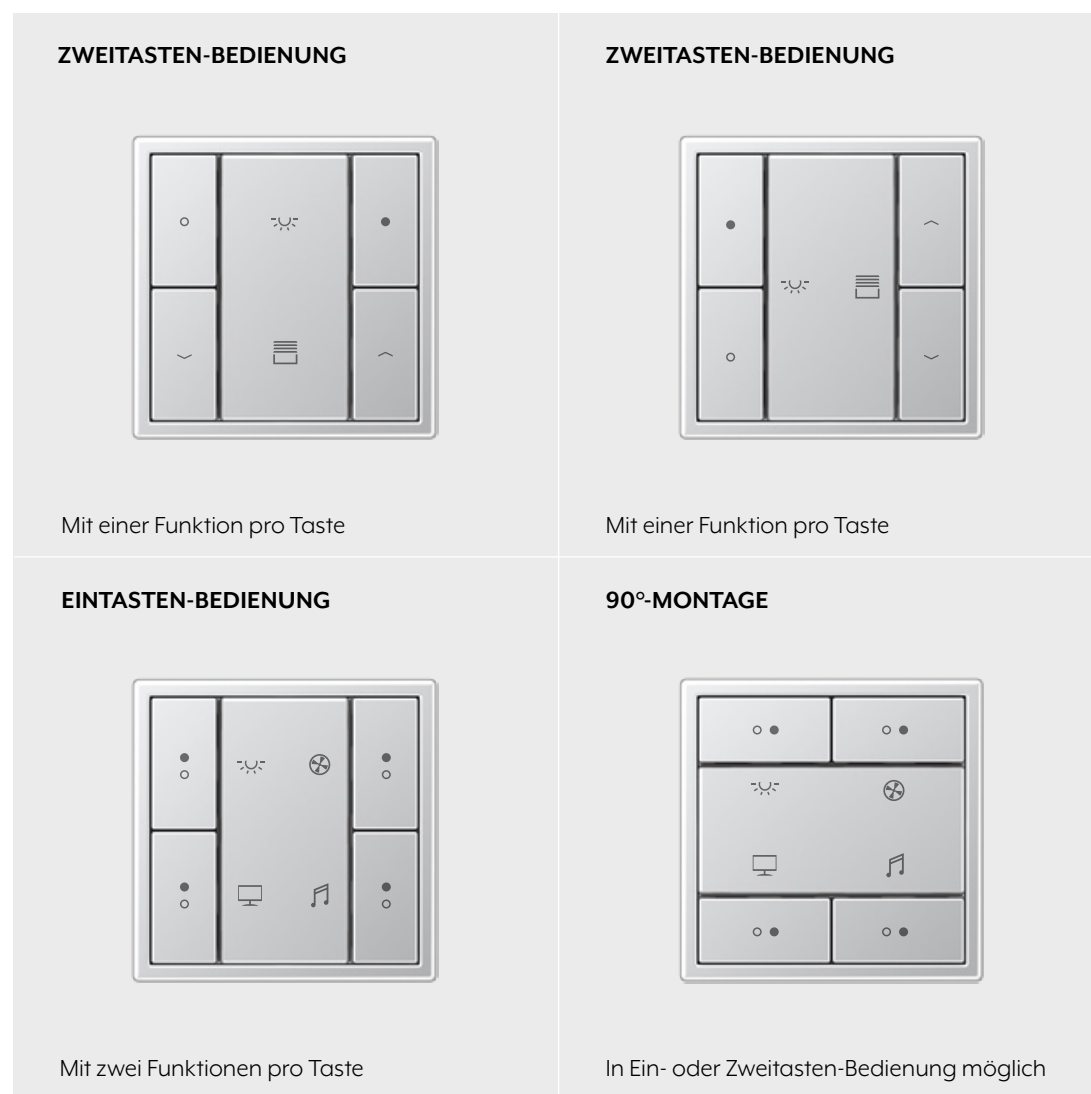 ZWEITASTEN-BEDIENUNG
Mit einer Funktion pro Taste
ZWEITASTEN-BEDIENUNG
Mit einer Funktion pro Taste
EINTASTEN-BEDIENUNG
Mit zwei Funktionen pro Taste
90°-MONTAGE
In Ein- oder Zweitasten-Bedienung möglich